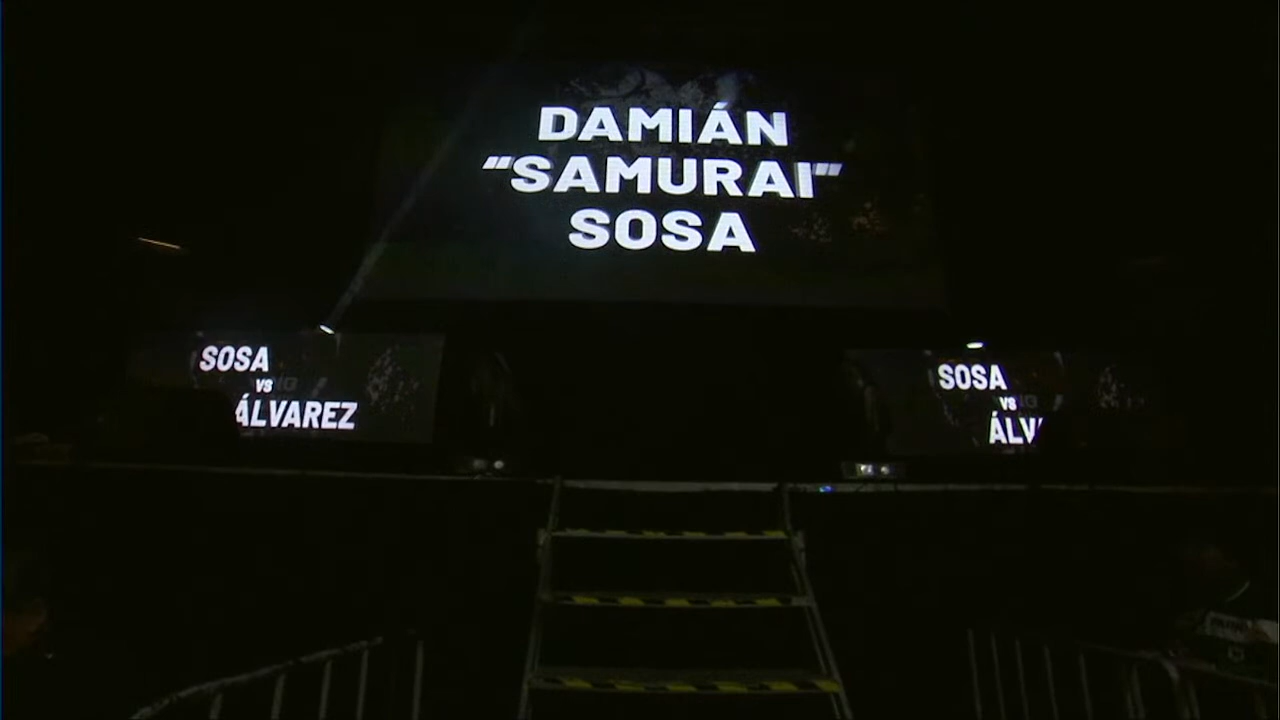 DAMIÁN
"SAMURAI"
SOSA
SOSA
VS
ÁLVAREZ
SOSA
VS
ÁLV